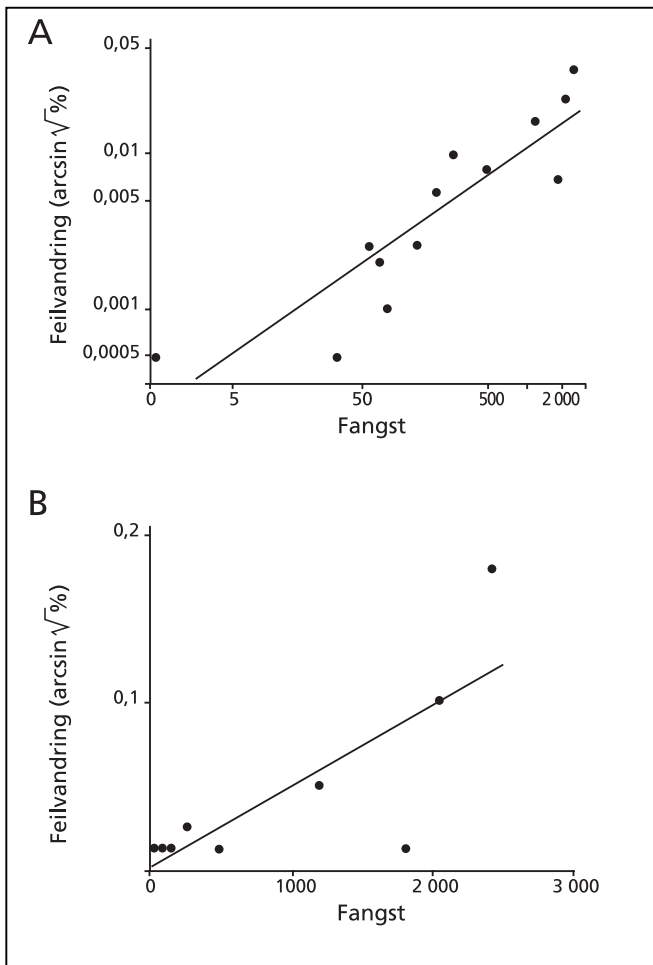 A
0,05
0,01
0,005
0,001
0,0005
Feilvandring (arcsin √%)
0 5 50 500 2 000
Fangst
B
0,2
0,1
Feilvandring (arcsin √%)
0 1000 2 000 3 000
Fangst